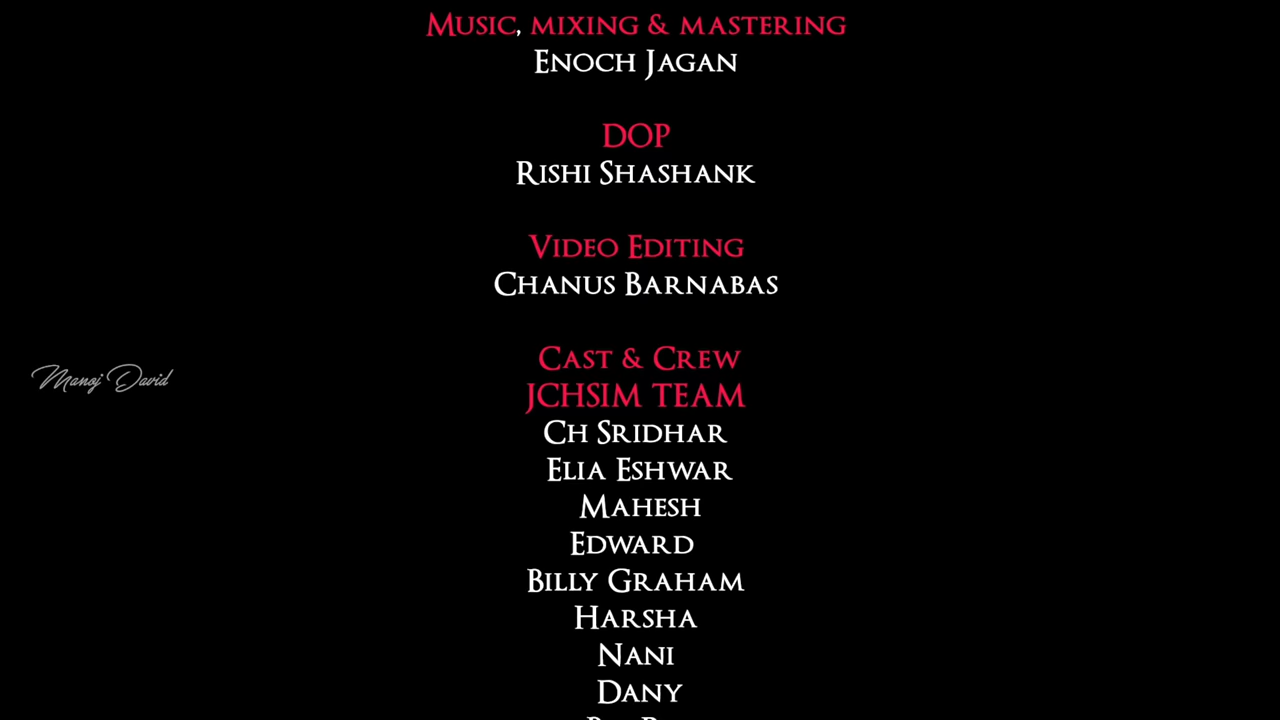 Music, mixing & mastering
Enoch Jagan
DOP
Rishi Shashank
Video Editing
Chanus Barnabas
Cast & Crew
JCHSIM TEAM
Manoj David
Ch Sridhar
Elia Eshwar
Mahesh
Edward
Billy Graham
Harsha
Nani
Dany